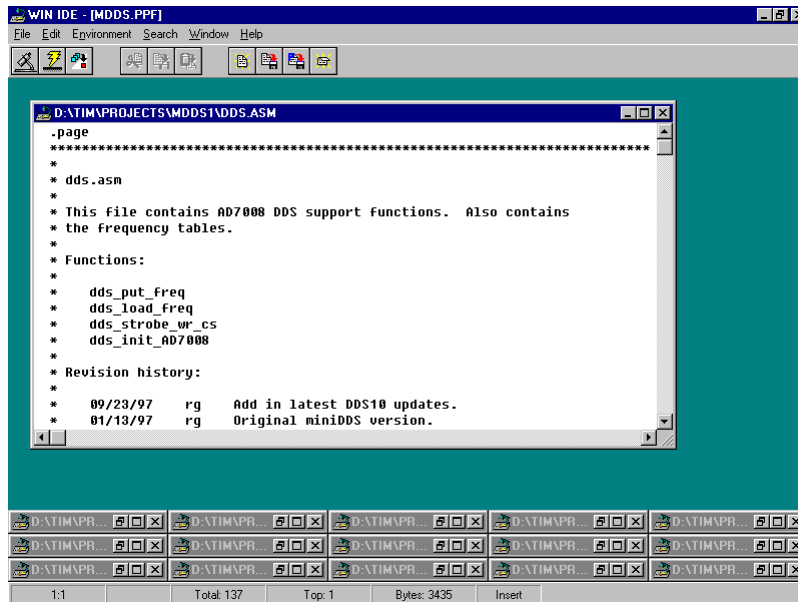 WIN IDE - [MDDS.PPF]
File Edit Environment Search Window Help
D:\TIM\PROJECTS\MDDS1\DDS.ASM
.page
***************************************************************************
*
* dds.asm
*
* This file contains AD7008 DDS support functions.  Also contains
* the frequency tables.
*
* Functions:
*
*    dds_put_freq
*    dds_load_freq
*    dds_strobe_wr_cs
*    dds_init_AD7008
*
* Revision history:
*
*    09/23/97    rg    Add in latest DDS10 updates.
*    01/13/97    rg    Original miniDDS version.
D:\TIM\PR... D:\TIM\PR... D:\TIM\PR... D:\TIM\PR... D:\TIM\PR...
D:\TIM\PR... D:\TIM\PR... D:\TIM\PR... D:\TIM\PR... D:\TIM\PR...
D:\TIM\PR... D:\TIM\PR... D:\TIM\PR... D:\TIM\PR... D:\TIM\PR...
1:1 Total: 137 Top: 1 Bytes: 3435 Insert